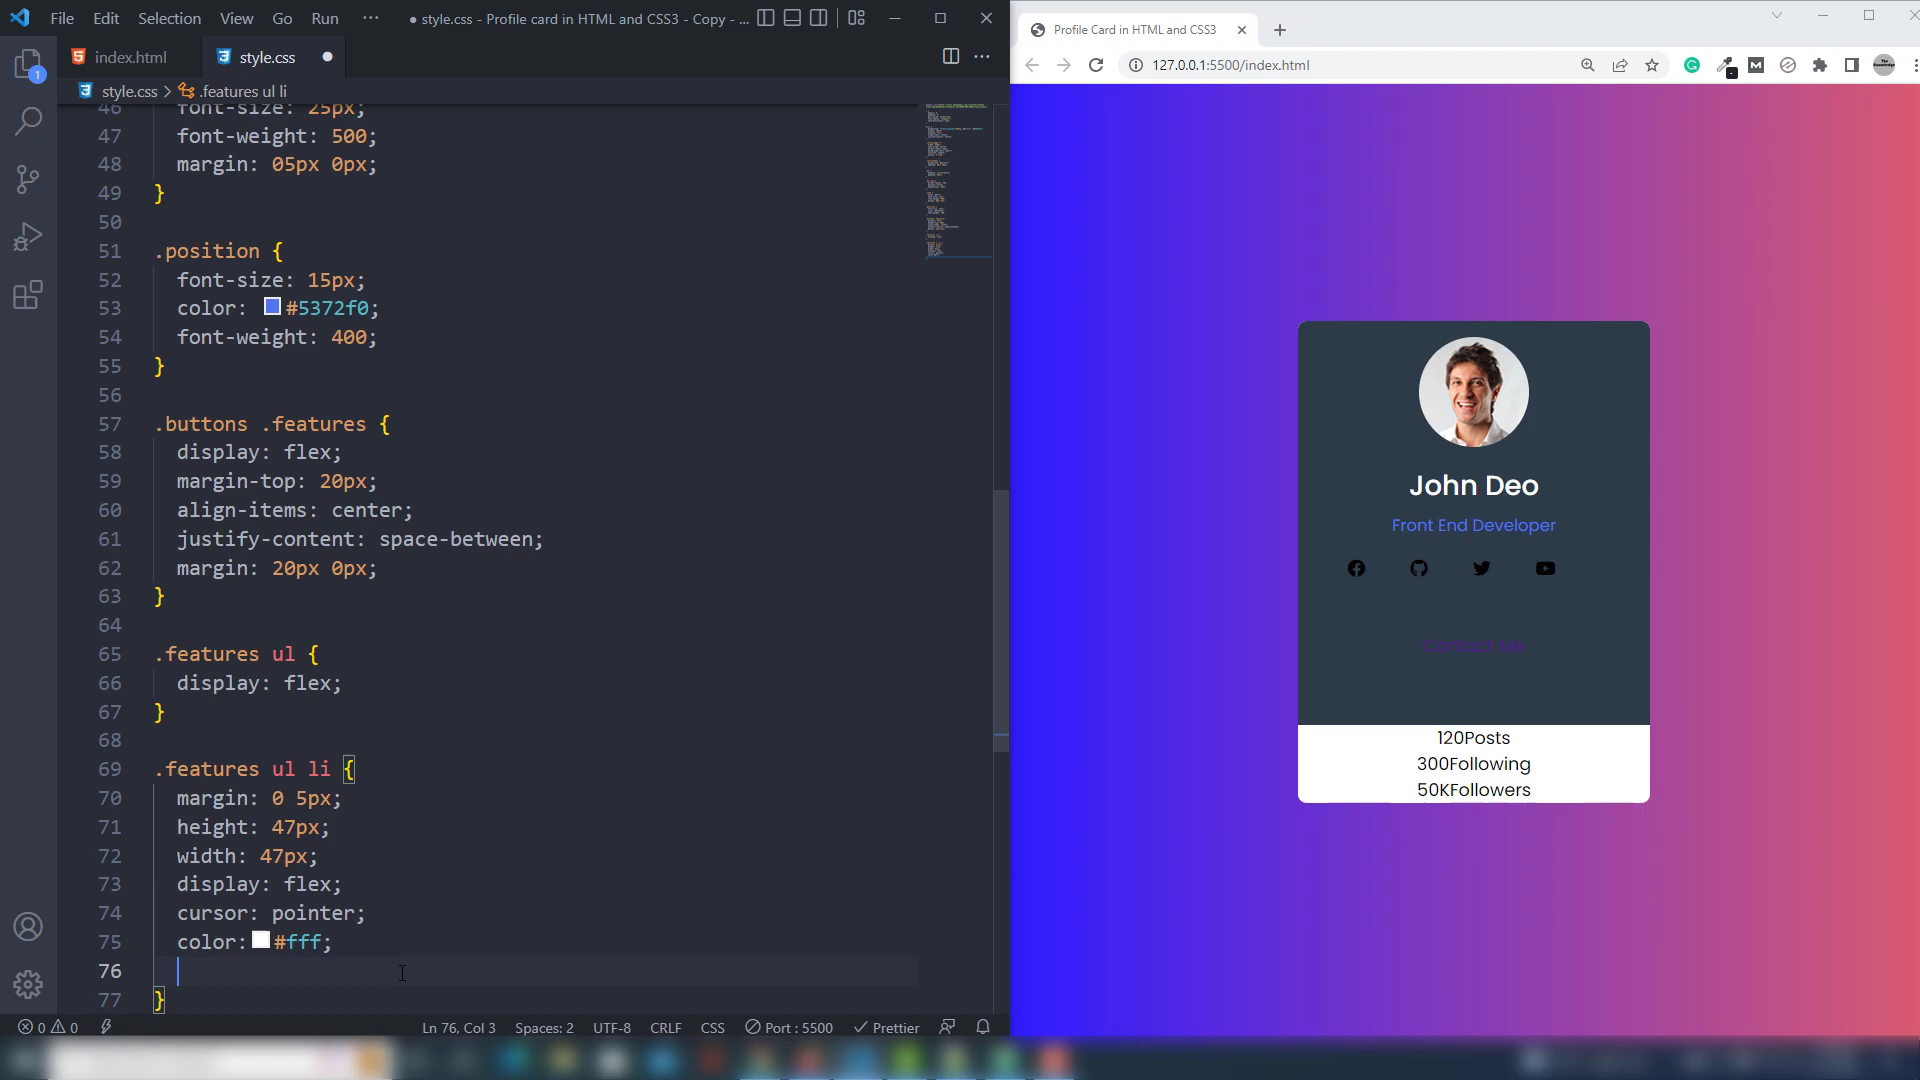 File Edit Selection View Go Run ··· ● style.css - Profile card in HTML and CSS3 - Copy - ...
index.html style.css ●
style.css > .features ul li
46 font-size: 25px;
47 font-weight: 500;
48 margin: 05px 0px;
49 }
50
51 .position {
52 font-size: 15px;
53 color: #5372f0;
54 font-weight: 400;
55 }
56
57 .buttons .features {
58 display: flex;
59 margin-top: 20px;
60 align-items: center;
61 justify-content: space-between;
62 margin: 20px 0px;
63 }
64
65 .features ul {
66 display: flex;
67 }
68
69 .features ul li {
70 margin: 0 5px;
71 height: 47px;
72 width: 47px;
73 display: flex;
74 cursor: pointer;
75 color: #fff;
76
77 }
1
0 0 Ln 76, Col 3 Spaces: 2 UTF-8 CRLF CSS Port : 5500 Prettier
Profile Card in HTML and CSS3
127.0.0.1:5500/index.html
John Deo
Front End Developer
Contact Me
120Posts
300Following
50KFollowers